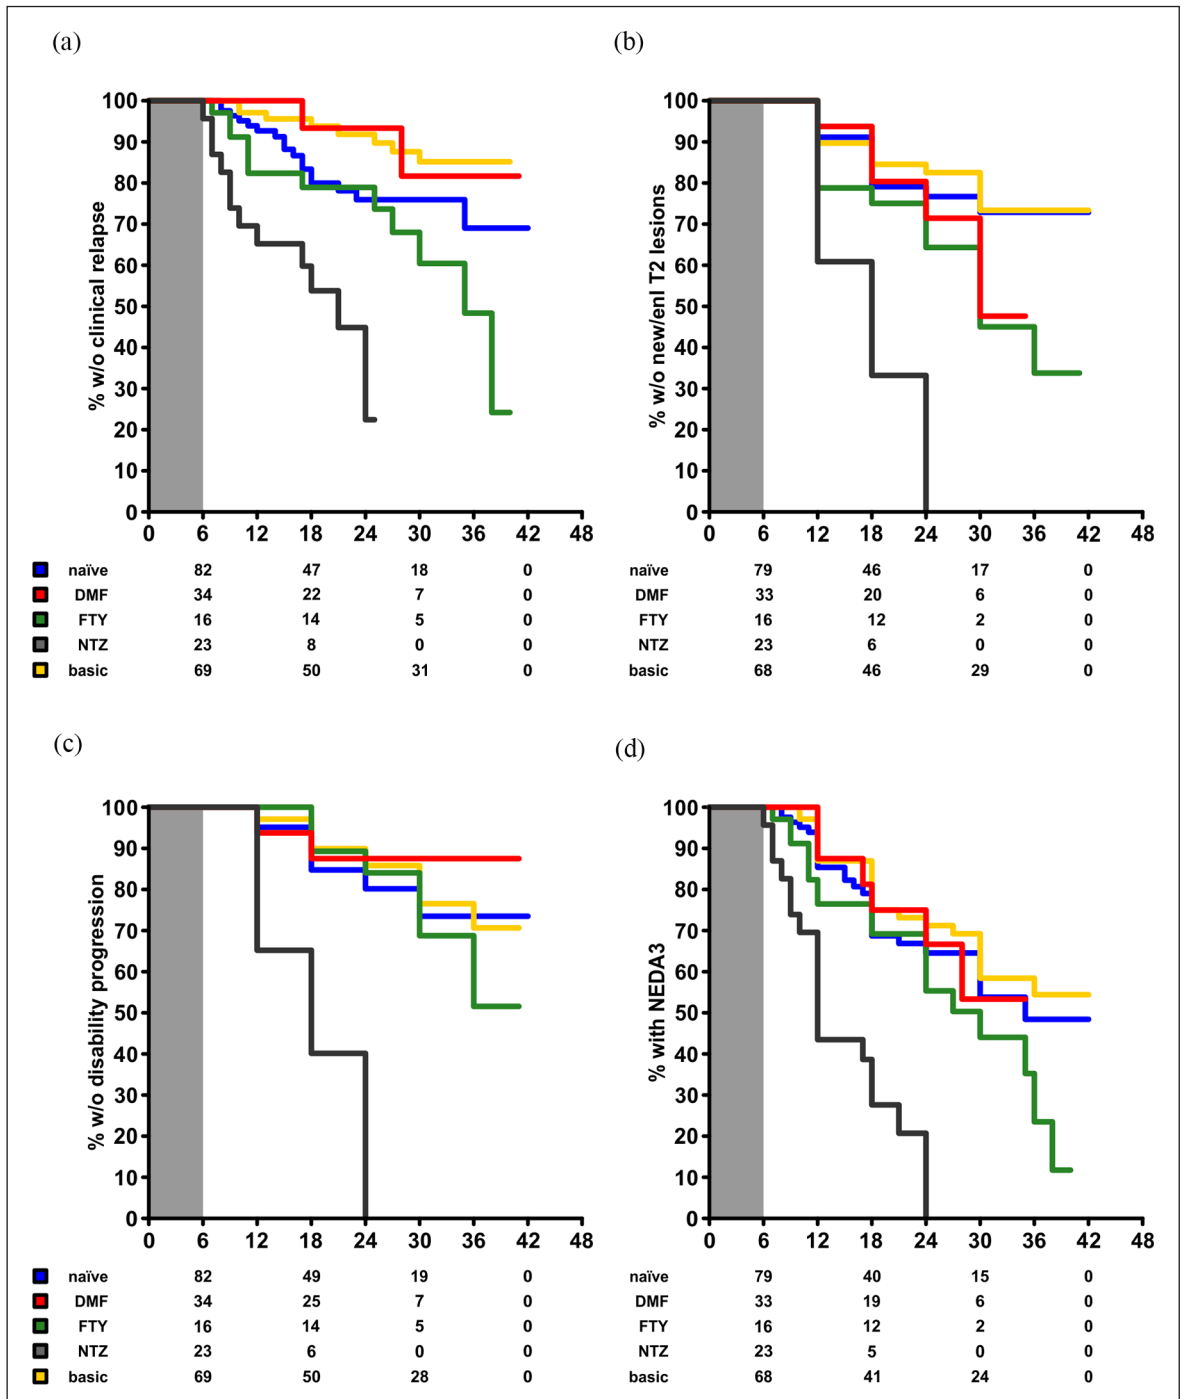 (a)
% w/o clinical relapse
100
90
80
70
60
50
40
30
20
10
0
0 6 12 18 24 30 36 42 48
naïve 82 47 18 0
DMF 34 22 7 0
FTY 16 14 5 0
NTZ 23 8 0 0
basic 69 50 31 0
(b)
% w/o new/enl T2 lesions
100
90
80
70
60
50
40
30
20
10
0
0 6 12 18 24 30 36 42 48
naïve 79 46 17 0
DMF 33 20 6 0
FTY 16 12 2 0
NTZ 23 6 0 0
basic 68 46 29 0
(c)
% w/o disability progression
100
90
80
70
60
50
40
30
20
10
0
0 6 12 18 24 30 36 42 48
naïve 82 49 19 0
DMF 34 25 7 0
FTY 16 14 5 0
NTZ 23 6 0 0
basic 69 50 28 0
(d)
% with NEDA3
100
90
80
70
60
50
40
30
20
10
0
0 6 12 18 24 30 36 42 48
naïve 79 40 15 0
DMF 33 19 6 0
FTY 16 12 2 0
NTZ 23 5 0 0
basic 68 41 24 0